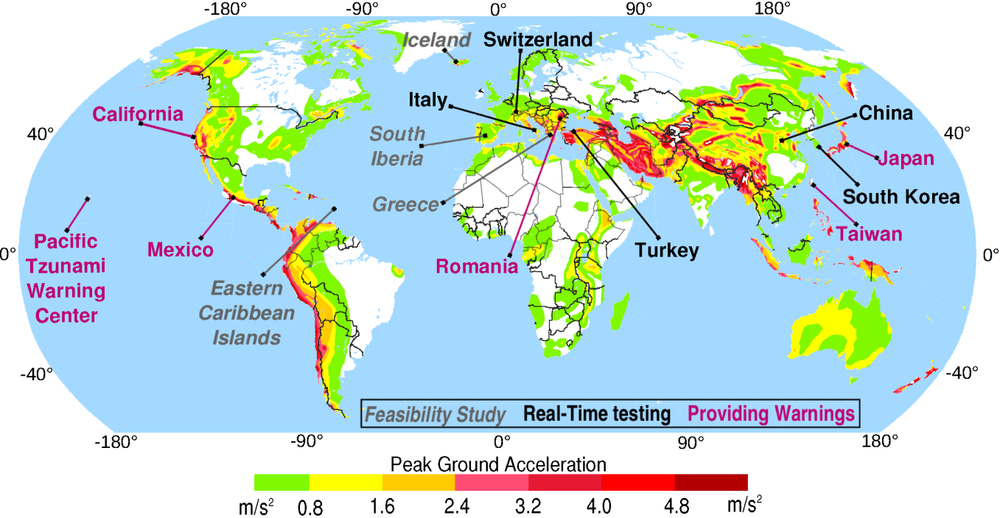 -180° -90° 0° 90° 180°
Iceland Switzerland
Italy
California
China
40° 40°
South
Iberia
Japan
South Korea
Greece
Pacific
Tzunami
Warning
Center
Mexico
Romania
Turkey
Taiwan
0° 0°
Eastern
Caribbean
Islands
-40° -40°
Feasibility Study Real-Time testing Providing Warnings
-180° -90° 0° 90° 180°
Peak Ground Acceleration
m/s² 0.8 1.6 2.4 3.2 4.0 4.8 m/s²